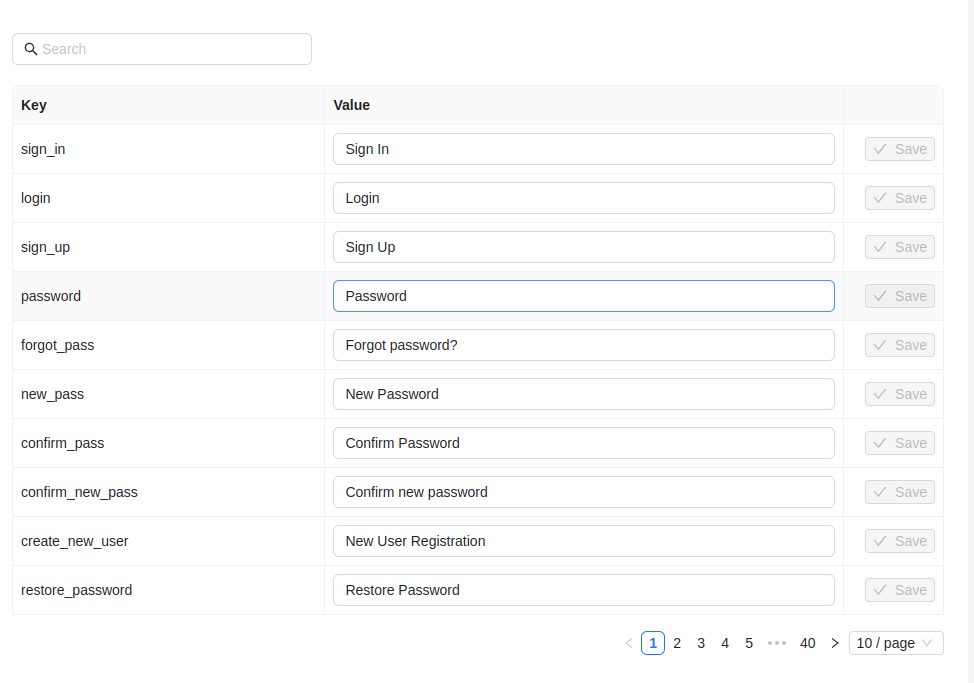 Search
Key Value
sign_in Sign In Save
login Login Save
sign_up Sign Up Save
password Password Save
forgot_pass Forgot password? Save
new_pass New Password Save
confirm_pass Confirm Password Save
confirm_new_pass Confirm new password Save
create_new_user New User Registration Save
restore_password Restore Password Save
< 1 2 3 4 5 ••• 40 > 10 / page